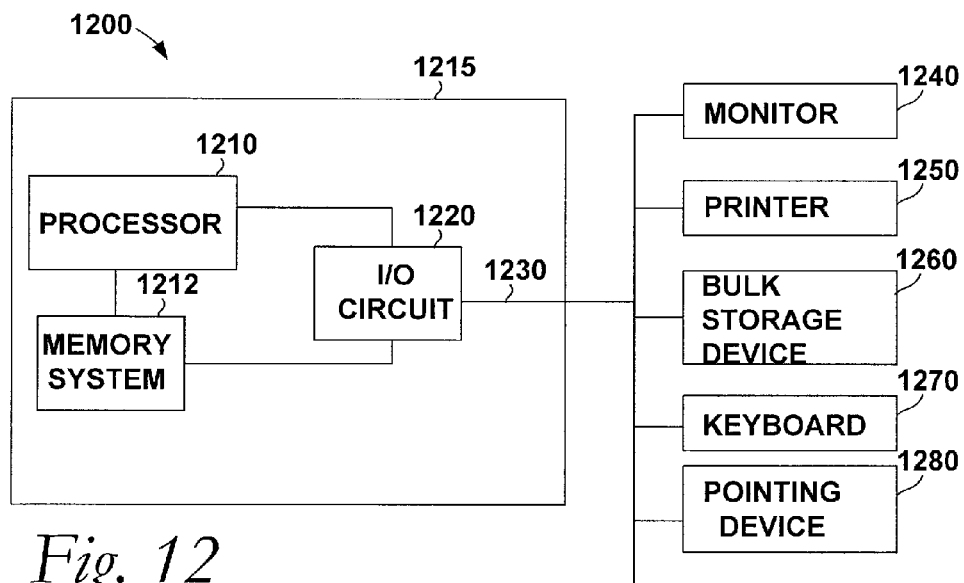 1200
1215
1210
PROCESSOR
1212
MEMORY
SYSTEM
1220
I/O
CIRCUIT
1230
1240
MONITOR
1250
PRINTER
1260
BULK
STORAGE
DEVICE
1270
KEYBOARD
1280
POINTING
DEVICE
Fig. 12